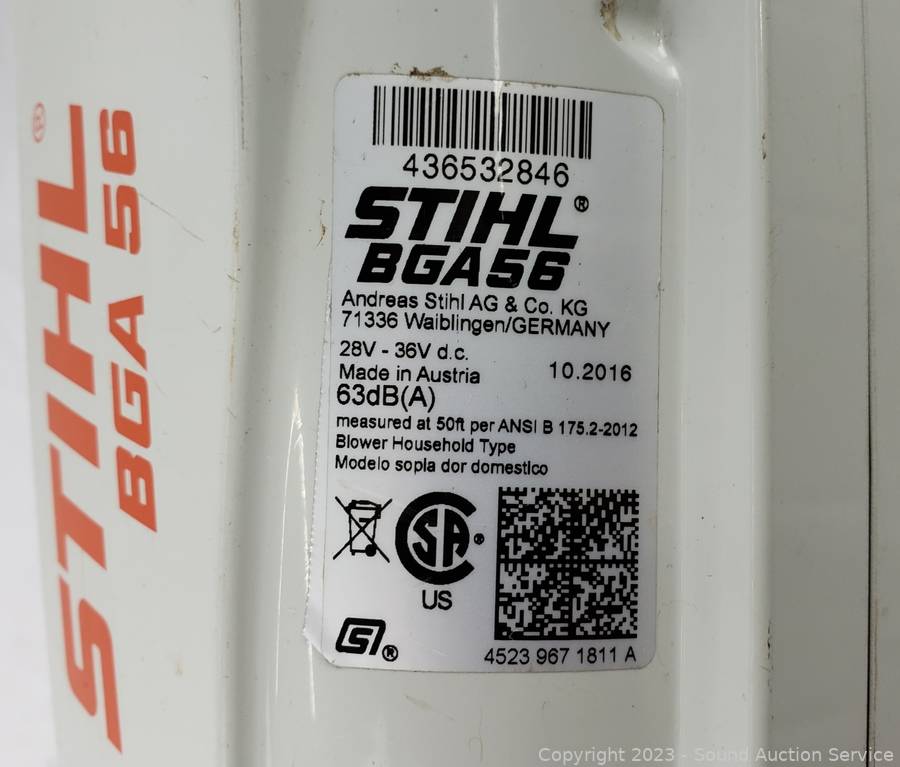 STIHL®
BGA 56
436532846
STIHL®
BGA56
Andreas Stihl AG & Co. KG
71336 Waiblingen/GERMANY
28V - 36V d.c.
Made in Austria 10.2016
63dB(A)
measured at 50ft per ANSI B 175.2-2012
Blower Household Type
Modelo sopla dor domestico
CSA®
US
S®
4523 967 1811 A
Copyright 2023 - Sound Auction Service